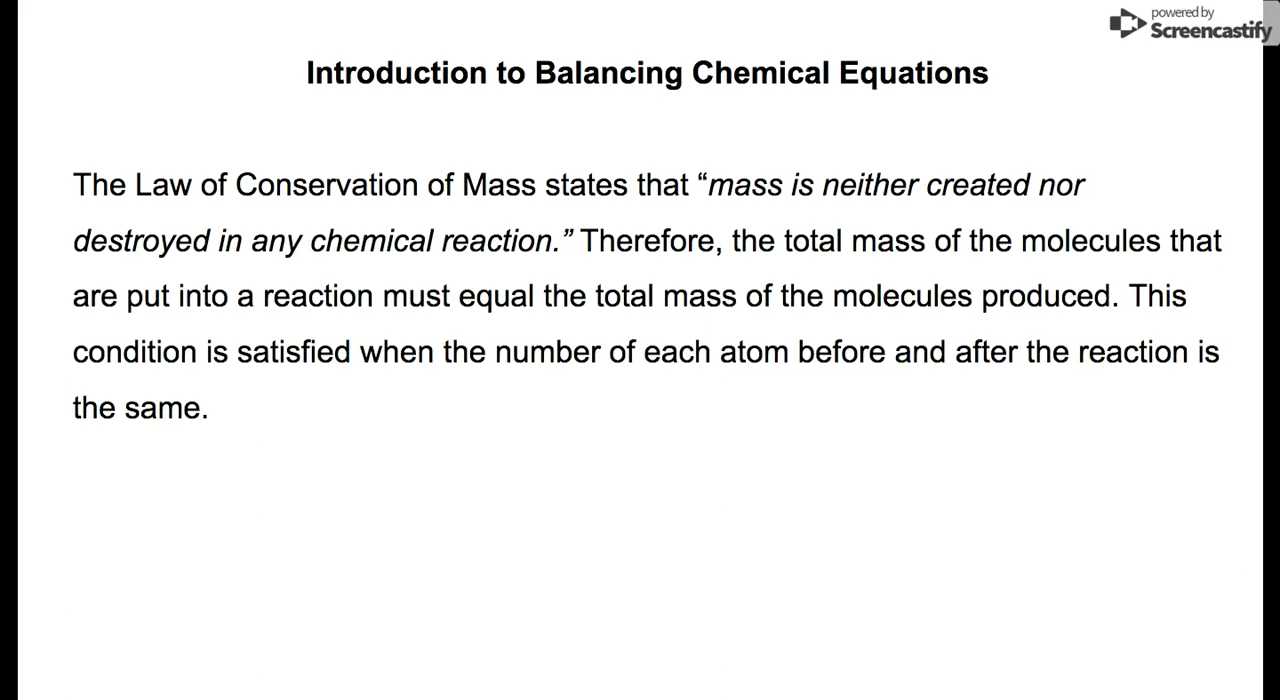 powered by
Screencastify
Introduction to Balancing Chemical Equations
The Law of Conservation of Mass states that “mass is neither created nor
destroyed in any chemical reaction.” Therefore, the total mass of the molecules that
are put into a reaction must equal the total mass of the molecules produced. This
condition is satisfied when the number of each atom before and after the reaction is
the same.